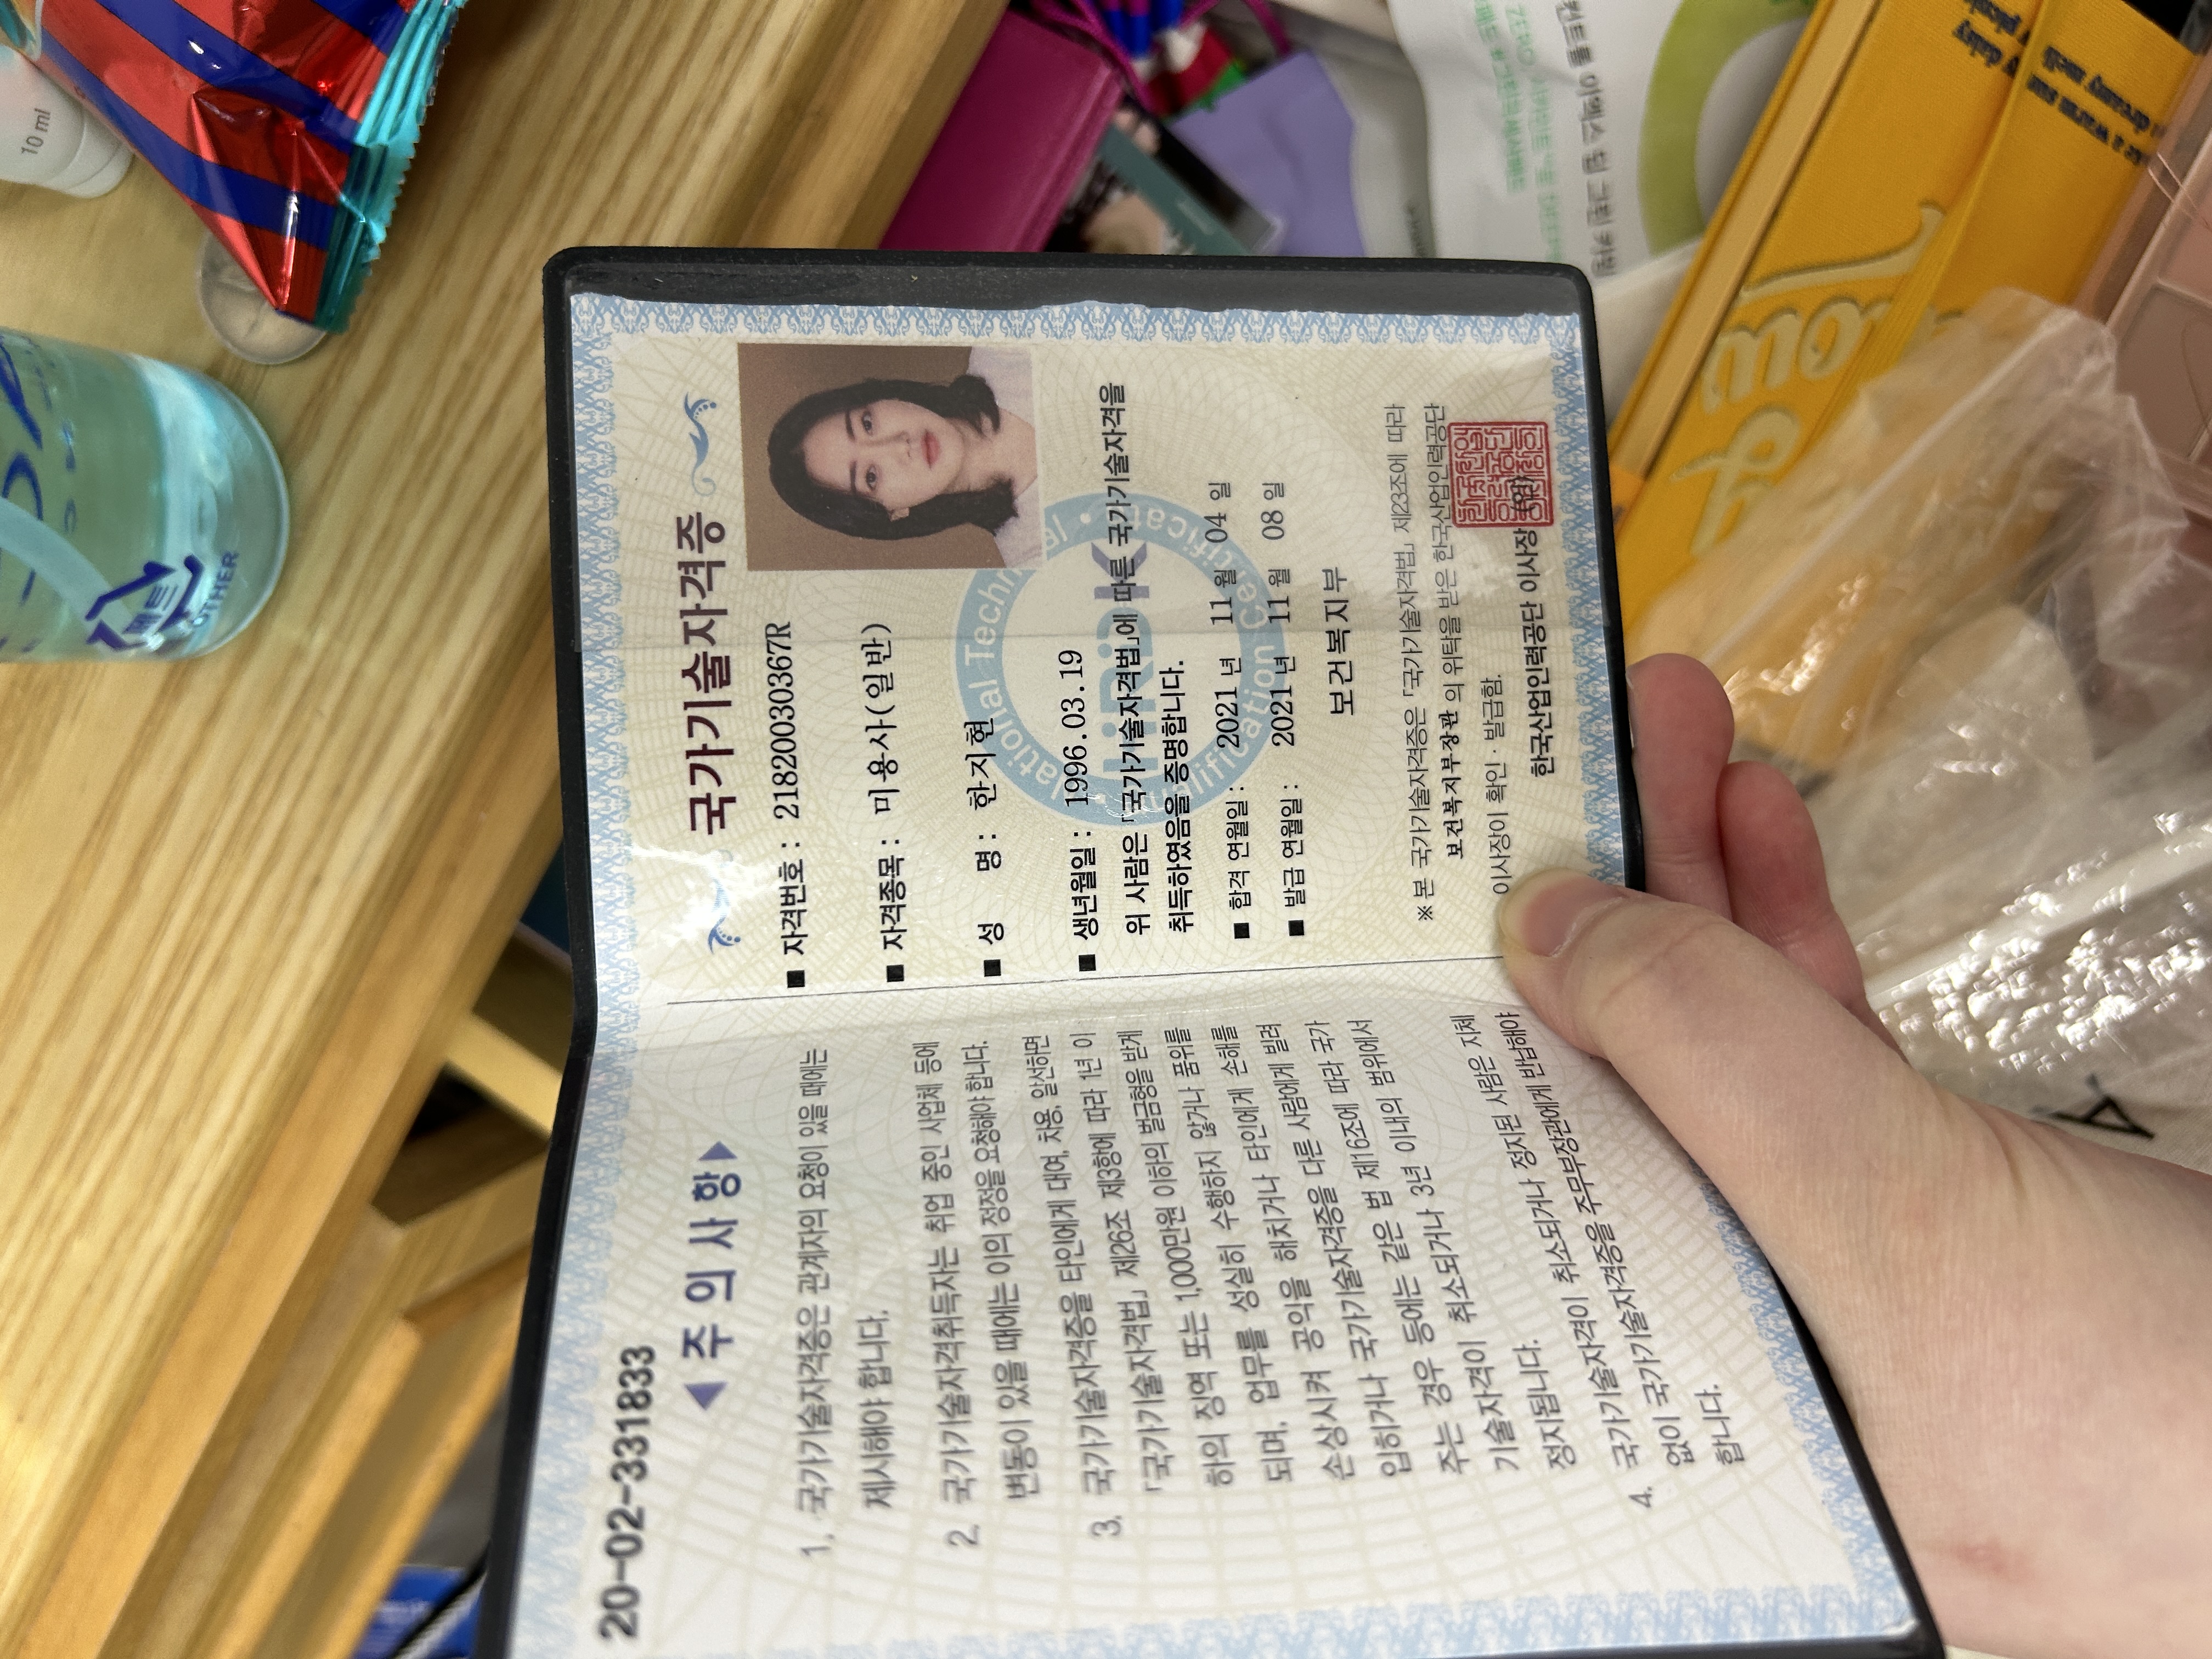 20-02-331833
◀주의사항▶
1. 국가기술자격증은 관계자의 요청이 있을 때에는
제시해야 합니다.
2. 국가기술자격취득자는 취업 중인 사업체 등에
변동이 있을 때에는 이의 정정을 요청해야 합니다.
3. 국가기술자격증을 타인에게 대여, 차용, 알선하면
「국가기술자격법」 제26조 제3항에 따라 1년 이
하의 징역 또는 1,000만원 이하의 벌금형을 받게
되며, 업무를 성실히 수행하지 않거나 품위를
손상시켜 공익을 해치거나 타인에게 손해를
입히거나 국가기술자격증을 다른 사람에게 빌려
주는 경우 등에는 같은 법 제16조에 따라 국가
기술자격이 취소되거나 3년 이내의 범위에서
정지됩니다.
4. 국가기술자격이 취소되거나 정지된 사람은 지체
없이 국가기술자격증을 주무부장관에게 반납해야
합니다.
국가기술자격증
■ 자격번호 : 21820030367R
■ 자격종목 : 미용사(일반)
■ 성 명 : 한지현
■ 생년월일 : 1996.03.19
위 사람은 「국가기술자격법」에 따른 국가기술자격을
취득하였음을 증명합니다.
■ 합격 연월일 : 2021 년 11 월 04 일
■ 발급 연월일 : 2021 년 11 월 08 일
보건복지부
※ 본 국가기술자격증은 「국가기술자격법」 제23조에 따라
보건복지부장관 의 위탁을 받은 한국산업인력공단
이사장이 확인 · 발급함.
한국산업인력공단 이사장 (인)
10 ml
OTHER
페트